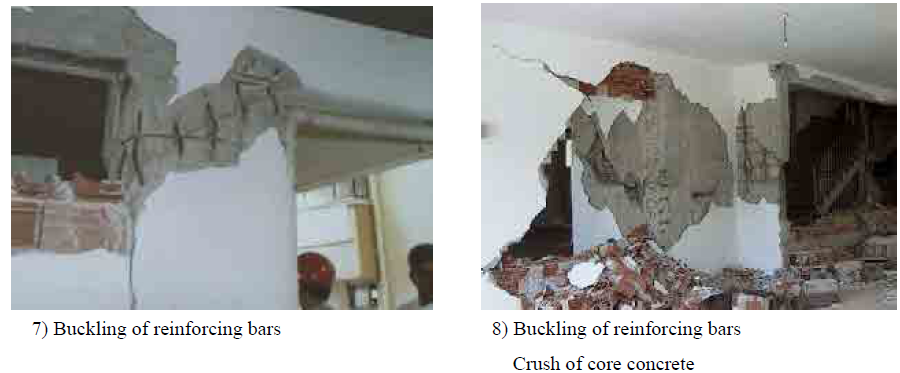 7) Buckling of reinforcing bars
8) Buckling of reinforcing bars
Crush of core concrete